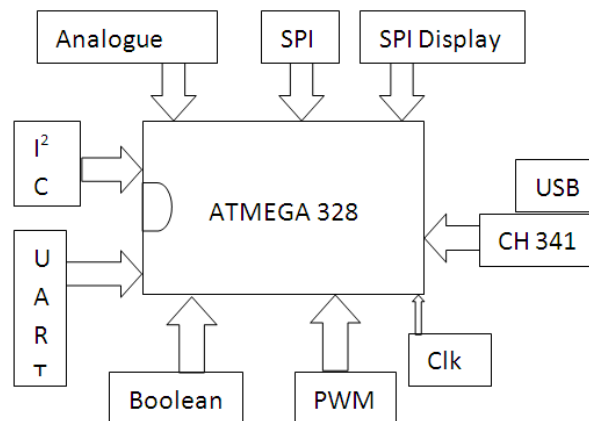 Analogue
SPI
SPI Display
I²
C
ATMEGA 328
USB
CH 341
U
A
R
T
Boolean
PWM
Clk